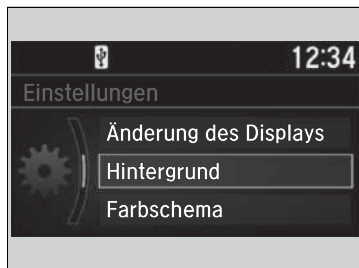 12:34
Einstellungen
Änderung des Displays
Hintergrund
Farbschema